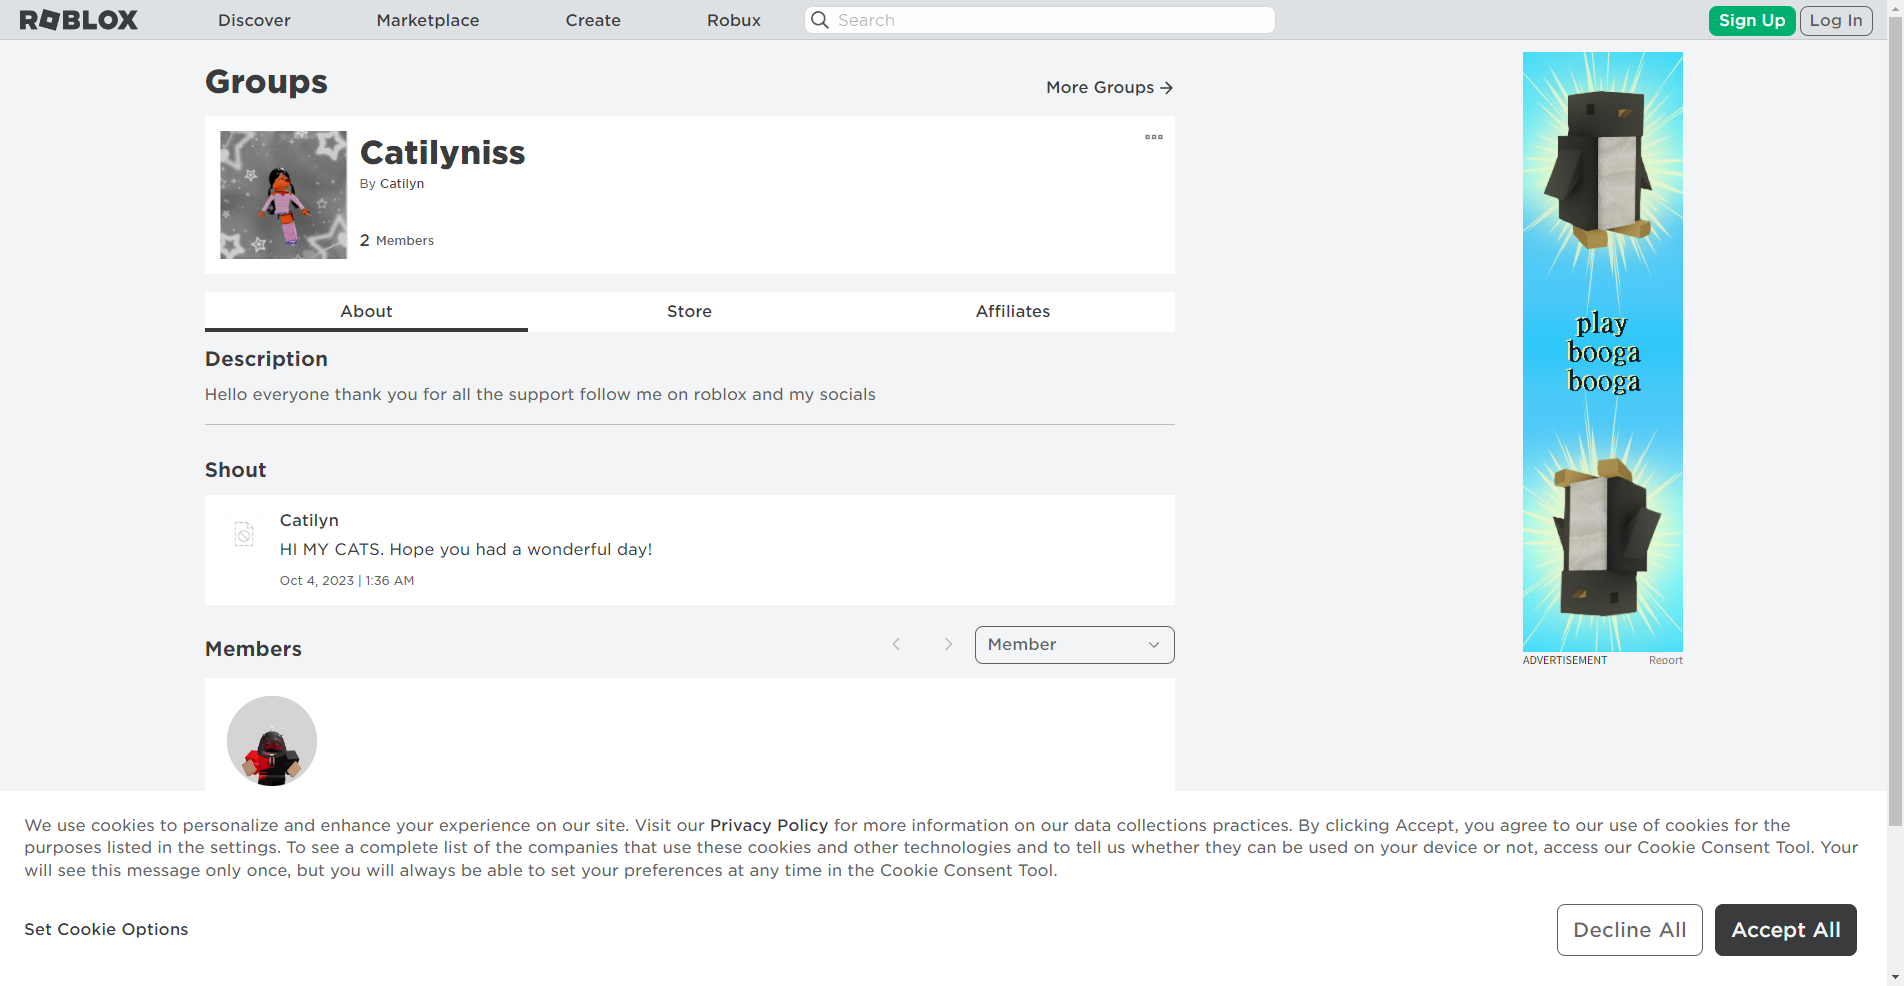 ROBLOX Discover Marketplace Create Robux Search Sign Up Log In
Groups
More Groups
Catilyniss
By Catilyn
2 Members
About Store Affiliates
Description
Hello everyone thank you for all the support follow me on roblox and my socials
Shout
Catilyn
HI MY CATS. Hope you had a wonderful day!
Oct 4, 2023 | 1:36 AM
Members
Member
play
booga
booga
ADVERTISEMENT Report
We use cookies to personalize and enhance your experience on our site. Visit our Privacy Policy for more information on our data collections practices. By clicking Accept, you agree to our use of cookies for the
purposes listed in the settings. To see a complete list of the companies that use these cookies and other technologies and to tell us whether they can be used on your device or not, access our Cookie Consent Tool. Your
will see this message only once, but you will always be able to set your preferences at any time in the Cookie Consent Tool.
Set Cookie Options
Decline All
Accept All